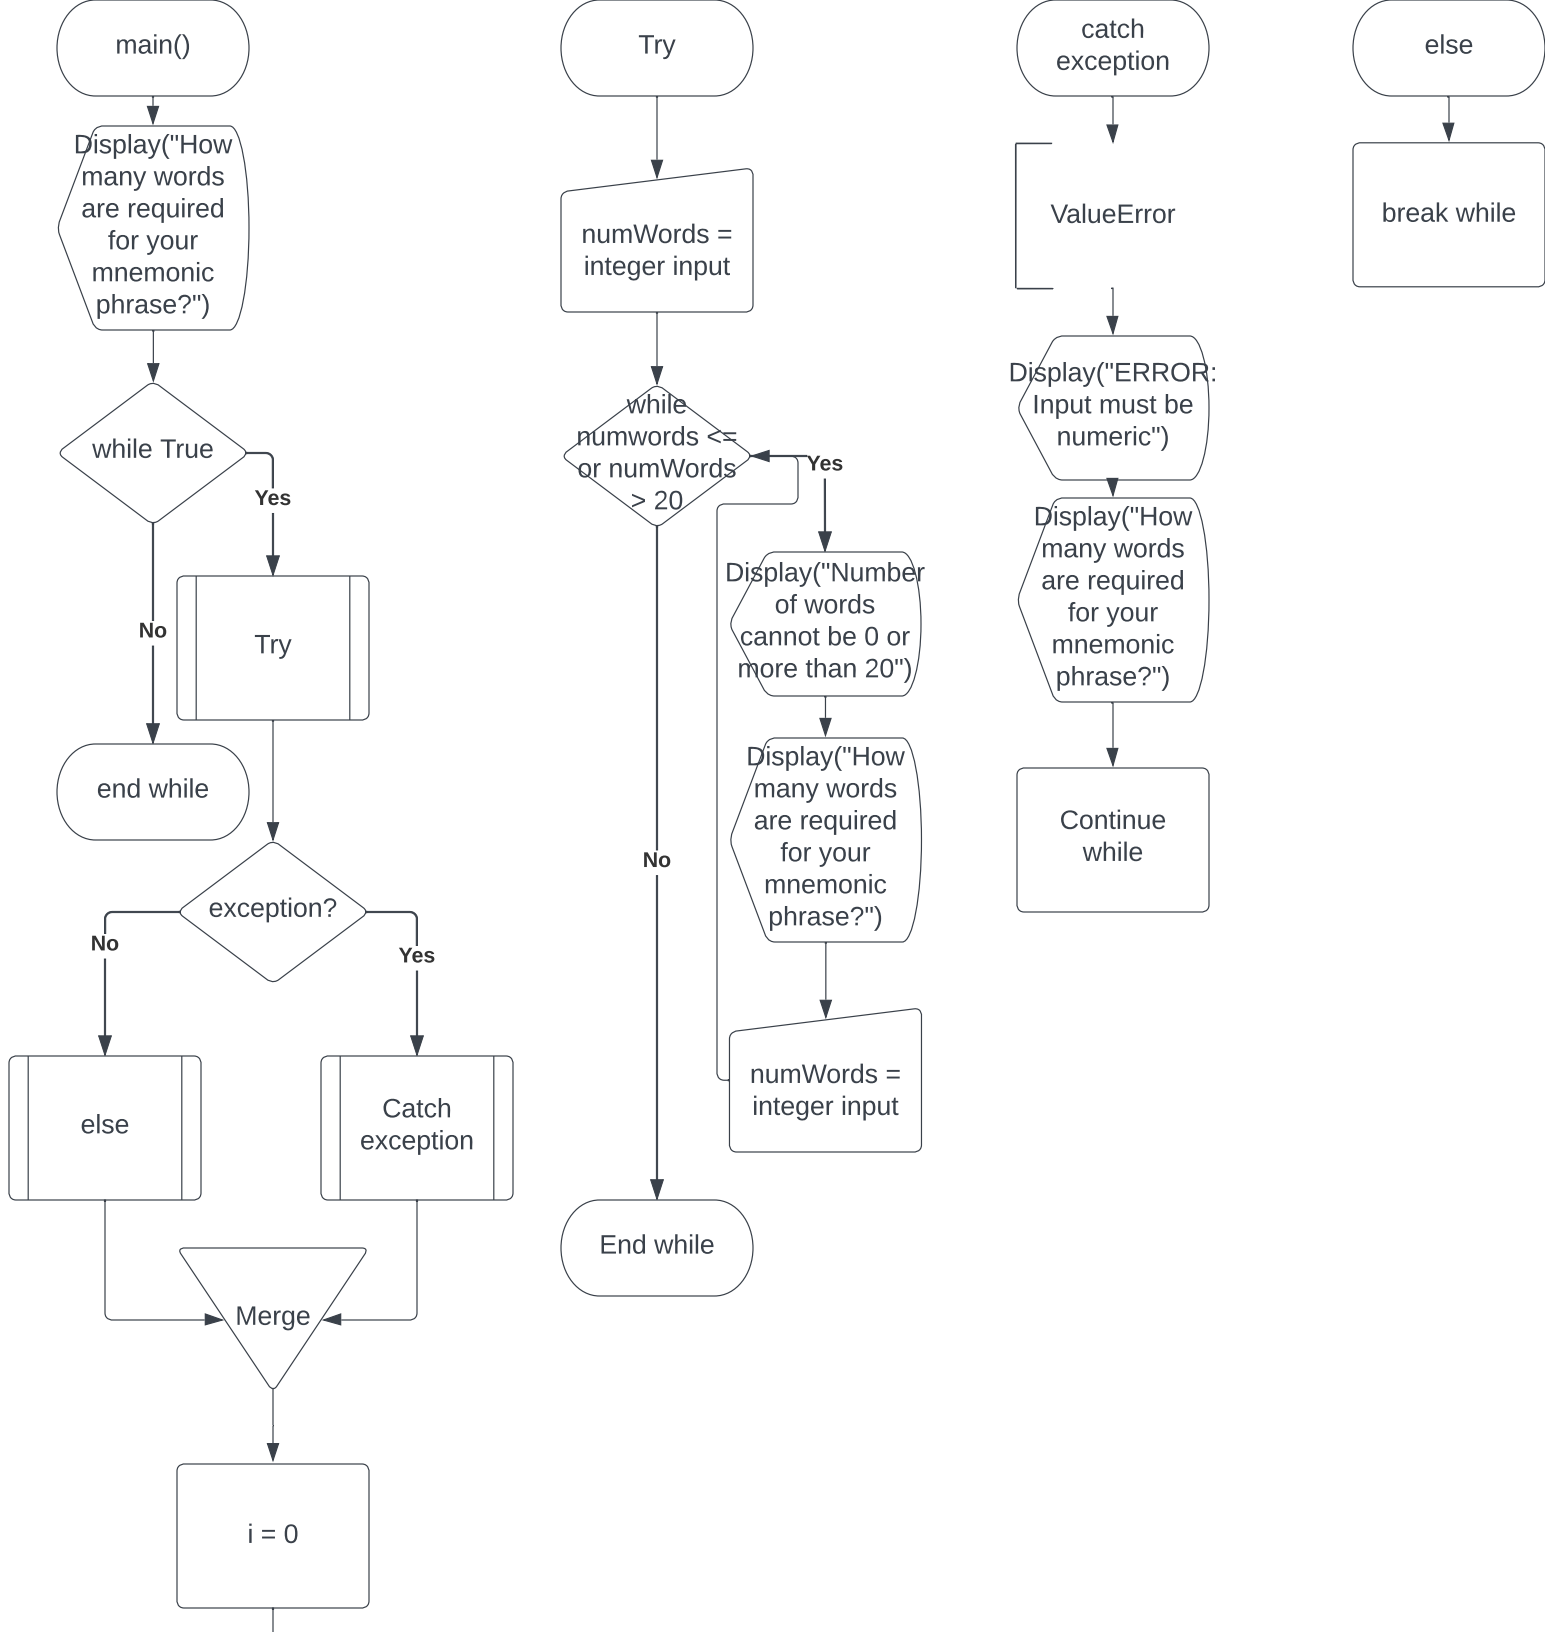 main()
Display("How
many words
are required
for your
mnemonic
phrase?")
while True
Yes
No
Try
end while
exception?
No
Yes
else
Catch
exception
Merge
i = 0
Try
numWords =
integer input
while
numwords <=
or numWords
> 20
Yes
No
Display("Number
of words
cannot be 0 or
more than 20")
Display("How
many words
are required
for your
mnemonic
phrase?")
numWords =
integer input
End while
catch
exception
ValueError
Display("ERROR:
Input must be
numeric")
Display("How
many words
are required
for your
mnemonic
phrase?")
Continue
while
else
break while